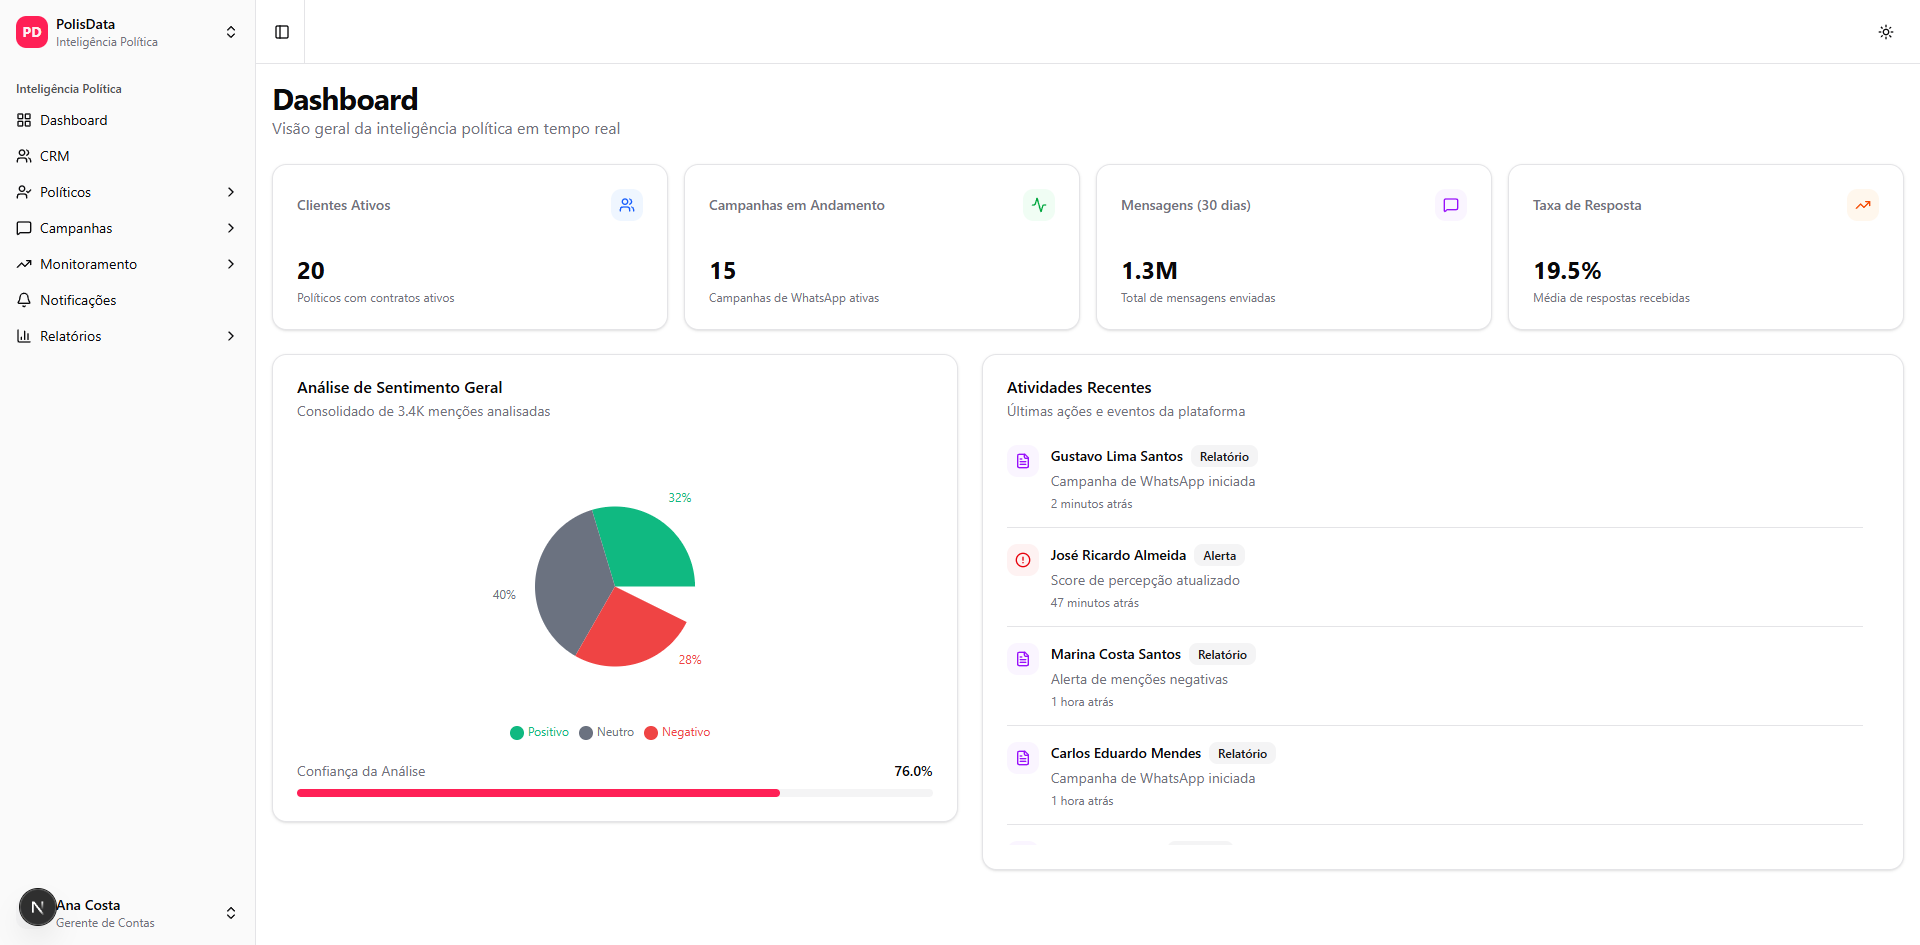 PD
PolisData
Inteligência Política
Inteligência Política
Dashboard
CRM
Políticos
Campanhas
Monitoramento
Notificações
Relatórios
N
Ana Costa
Gerente de Contas
Dashboard
Visão geral da inteligência política em tempo real
Clientes Ativos
20
Políticos com contratos ativos
Campanhas em Andamento
15
Campanhas de WhatsApp ativas
Mensagens (30 dias)
1.3M
Total de mensagens enviadas
Taxa de Resposta
19.5%
Média de respostas recebidas
Análise de Sentimento Geral
Consolidado de 3.4K menções analisadas
32%
40%
28%
Positivo Neutro Negativo
Confiança da Análise 76.0%
Atividades Recentes
Últimas ações e eventos da plataforma
Gustavo Lima Santos Relatório
Campanha de WhatsApp iniciada
2 minutos atrás
José Ricardo Almeida Alerta
Score de percepção atualizado
47 minutos atrás
Marina Costa Santos Relatório
Alerta de menções negativas
1 hora atrás
Carlos Eduardo Mendes Relatório
Campanha de WhatsApp iniciada
1 hora atrás